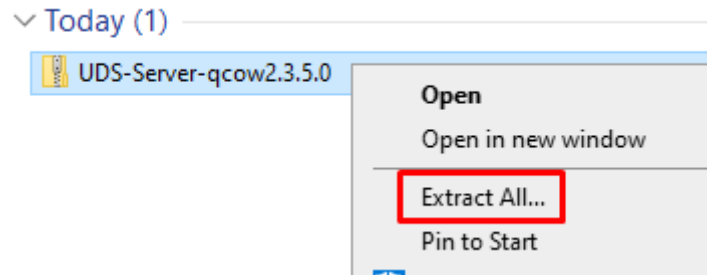 Today (1)
UDS-Server-qcow2.3.5.0
Open
Open in new window
Extract All...
Pin to Start